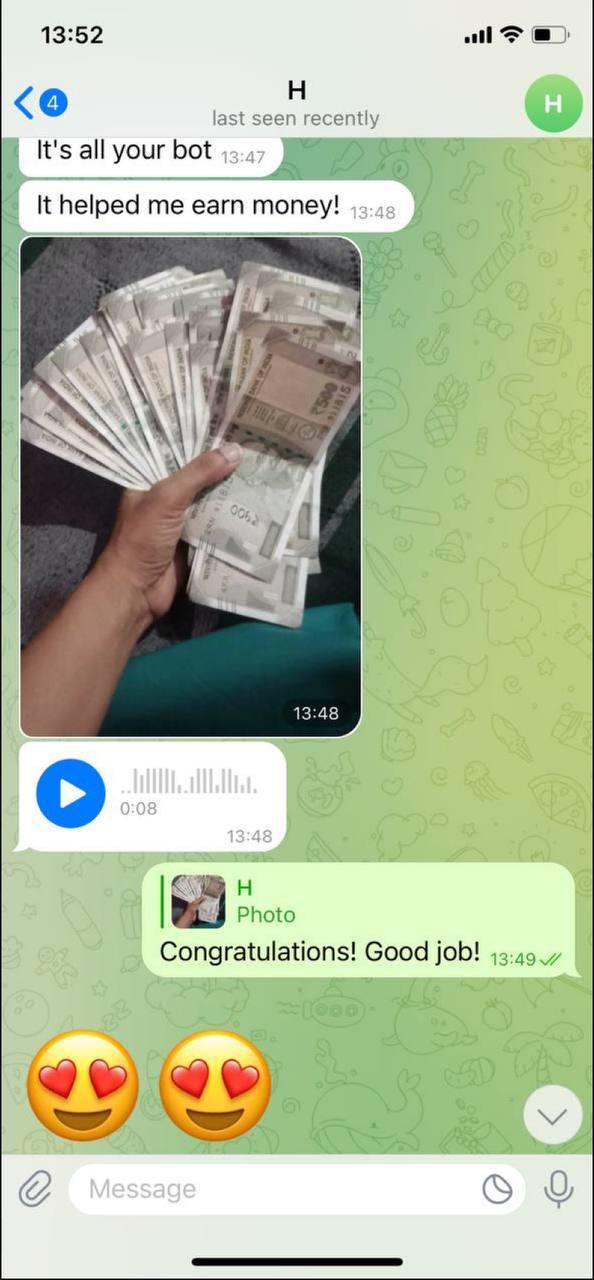 13:52
4
H
last seen recently
H
It's all your bot 13:47
It helped me earn money! 13:48
₹500
13:48
0:08
13:48
H
Photo
Congratulations! Good job! 13:49
Message